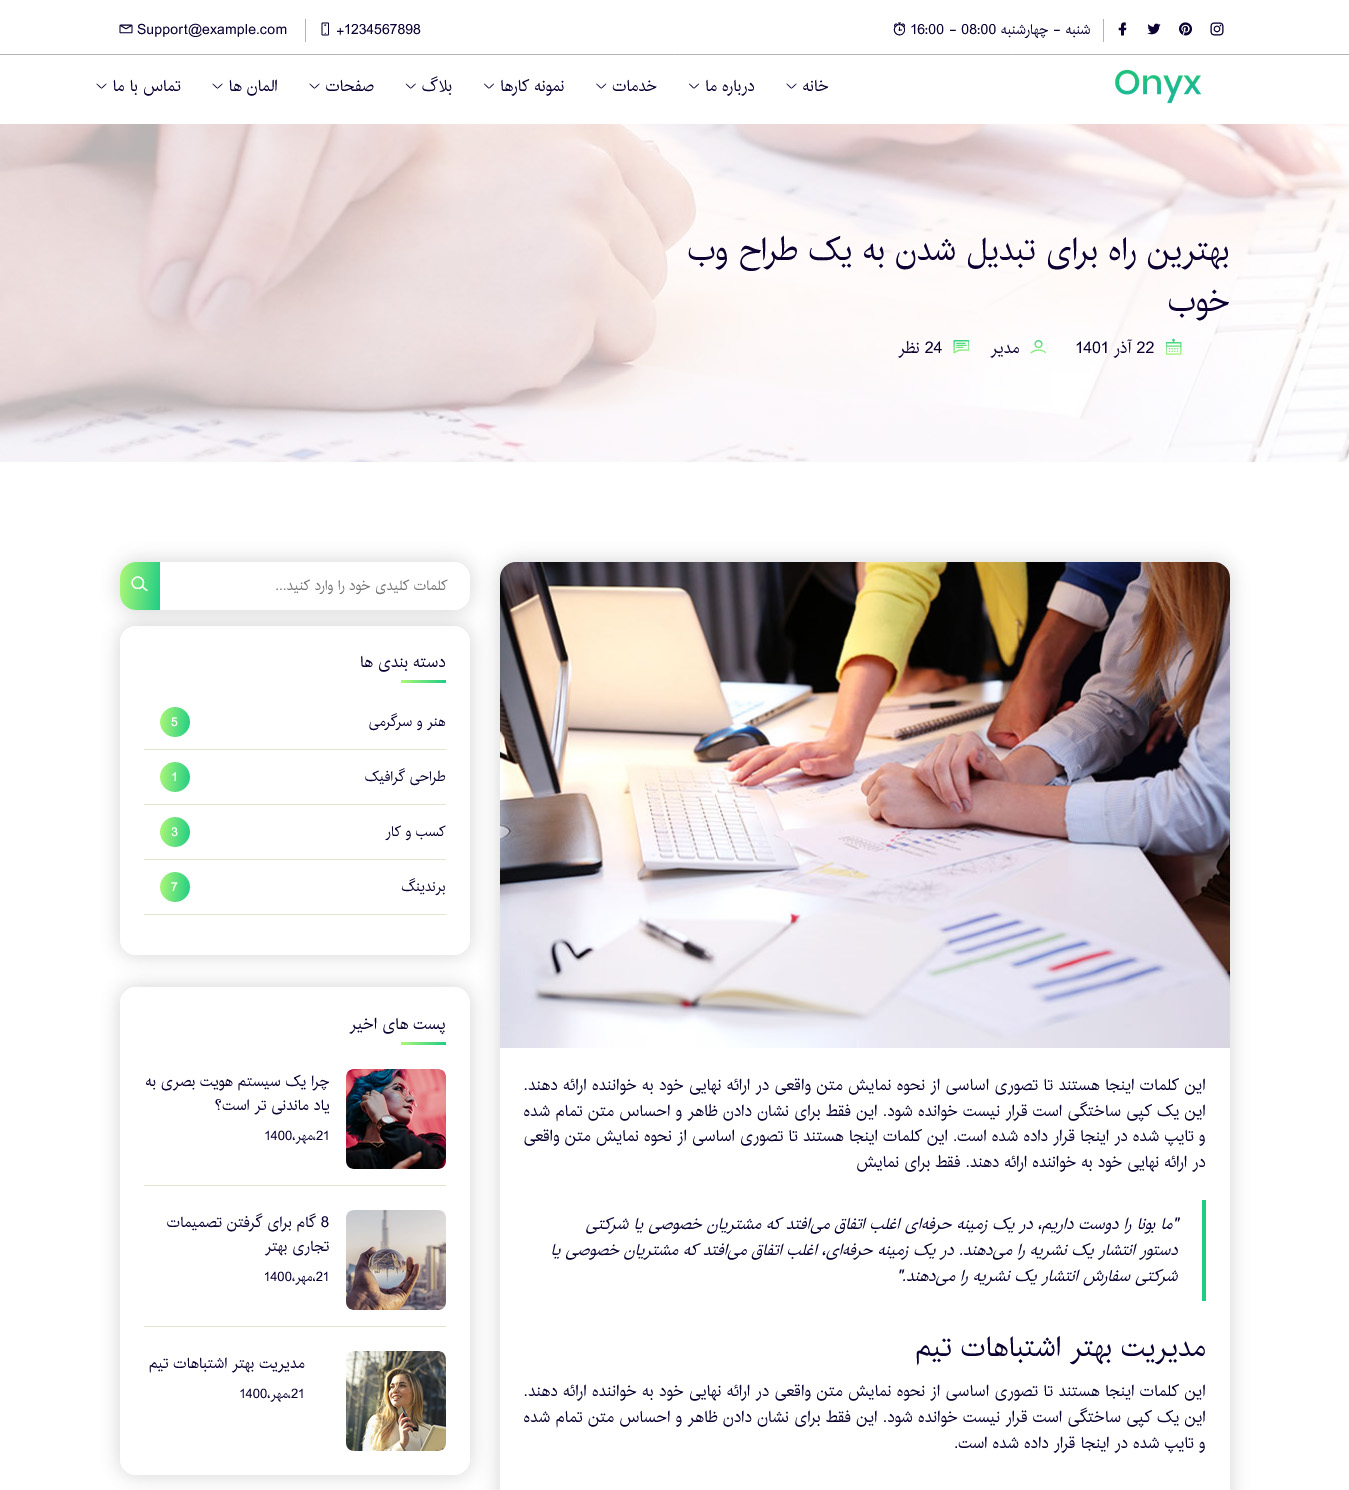 شنبه - چهارشنبه 08:00 - 16:00
+1234567898
Support@example.com
Onyx
خانه
درباره ما
خدمات
نمونه کارها
بلاگ
صفحات
المان ها
تماس با ما
بهترین راه برای تبدیل شدن به یک طراح وب
خوب
22 آذر 1401
مدیر
24 نظر
این کلمات اینجا هستند تا تصوری اساسی از نحوه نمایش متن واقعی در ارائه نهایی خود به خواننده ارائه دهند.
این یک کپی ساختگی است قرار نیست خوانده شود. این فقط برای نشان دادن ظاهر و احساس متن تمام شده
و تایپ شده در اینجا قرار داده شده است. این کلمات اینجا هستند تا تصوری اساسی از نحوه نمایش متن واقعی
در ارائه نهایی خود به خواننده ارائه دهند. فقط برای نمایش
"ما بونا را دوست داریم، در یک زمینه حرفه‌ای اغلب اتفاق می‌افتد که مشتریان خصوصی یا شرکتی
دستور انتشار یک نشریه را می‌دهند. در یک زمینه حرفه‌ای، اغلب اتفاق می‌افتد که مشتریان خصوصی یا
شرکتی سفارش انتشار یک نشریه را می‌دهند."
مدیریت بهتر اشتباهات تیم
این کلمات اینجا هستند تا تصوری اساسی از نحوه نمایش متن واقعی در ارائه نهایی خود به خواننده ارائه دهند.
این یک کپی ساختگی است قرار نیست خوانده شود. این فقط برای نشان دادن ظاهر و احساس متن تمام شده
و تایپ شده در اینجا قرار داده شده است.
کلمات کلیدی خود را وارد کنید...
دسته بندی ها
هنر و سرگرمی 5
طراحی گرافیک 1
کسب و کار 3
برندینگ 7
پست های اخیر
چرا یک سیستم هویت بصری به
یاد ماندنی تر است؟
21،مهر،1400
8 گام برای گرفتن تصمیمات
تجاری بهتر
21،مهر،1400
مدیریت بهتر اشتباهات تیم
21،مهر،1400